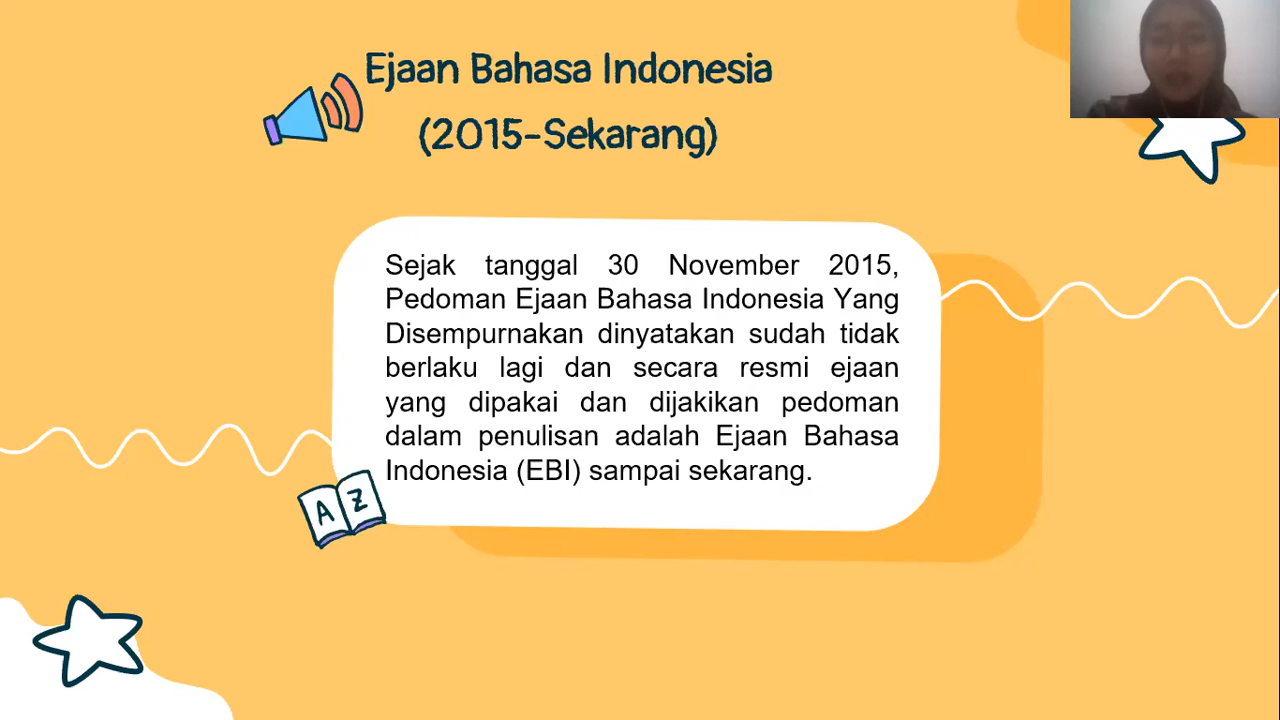 Ejaan Bahasa Indonesia
(2015-Sekarang)
Sejak tanggal 30 November 2015,
Pedoman Ejaan Bahasa Indonesia Yang
Disempurnakan dinyatakan sudah tidak
berlaku lagi dan secara resmi ejaan
yang dipakai dan dijakikan pedoman
dalam penulisan adalah Ejaan Bahasa
Indonesia (EBI) sampai sekarang.
A Z